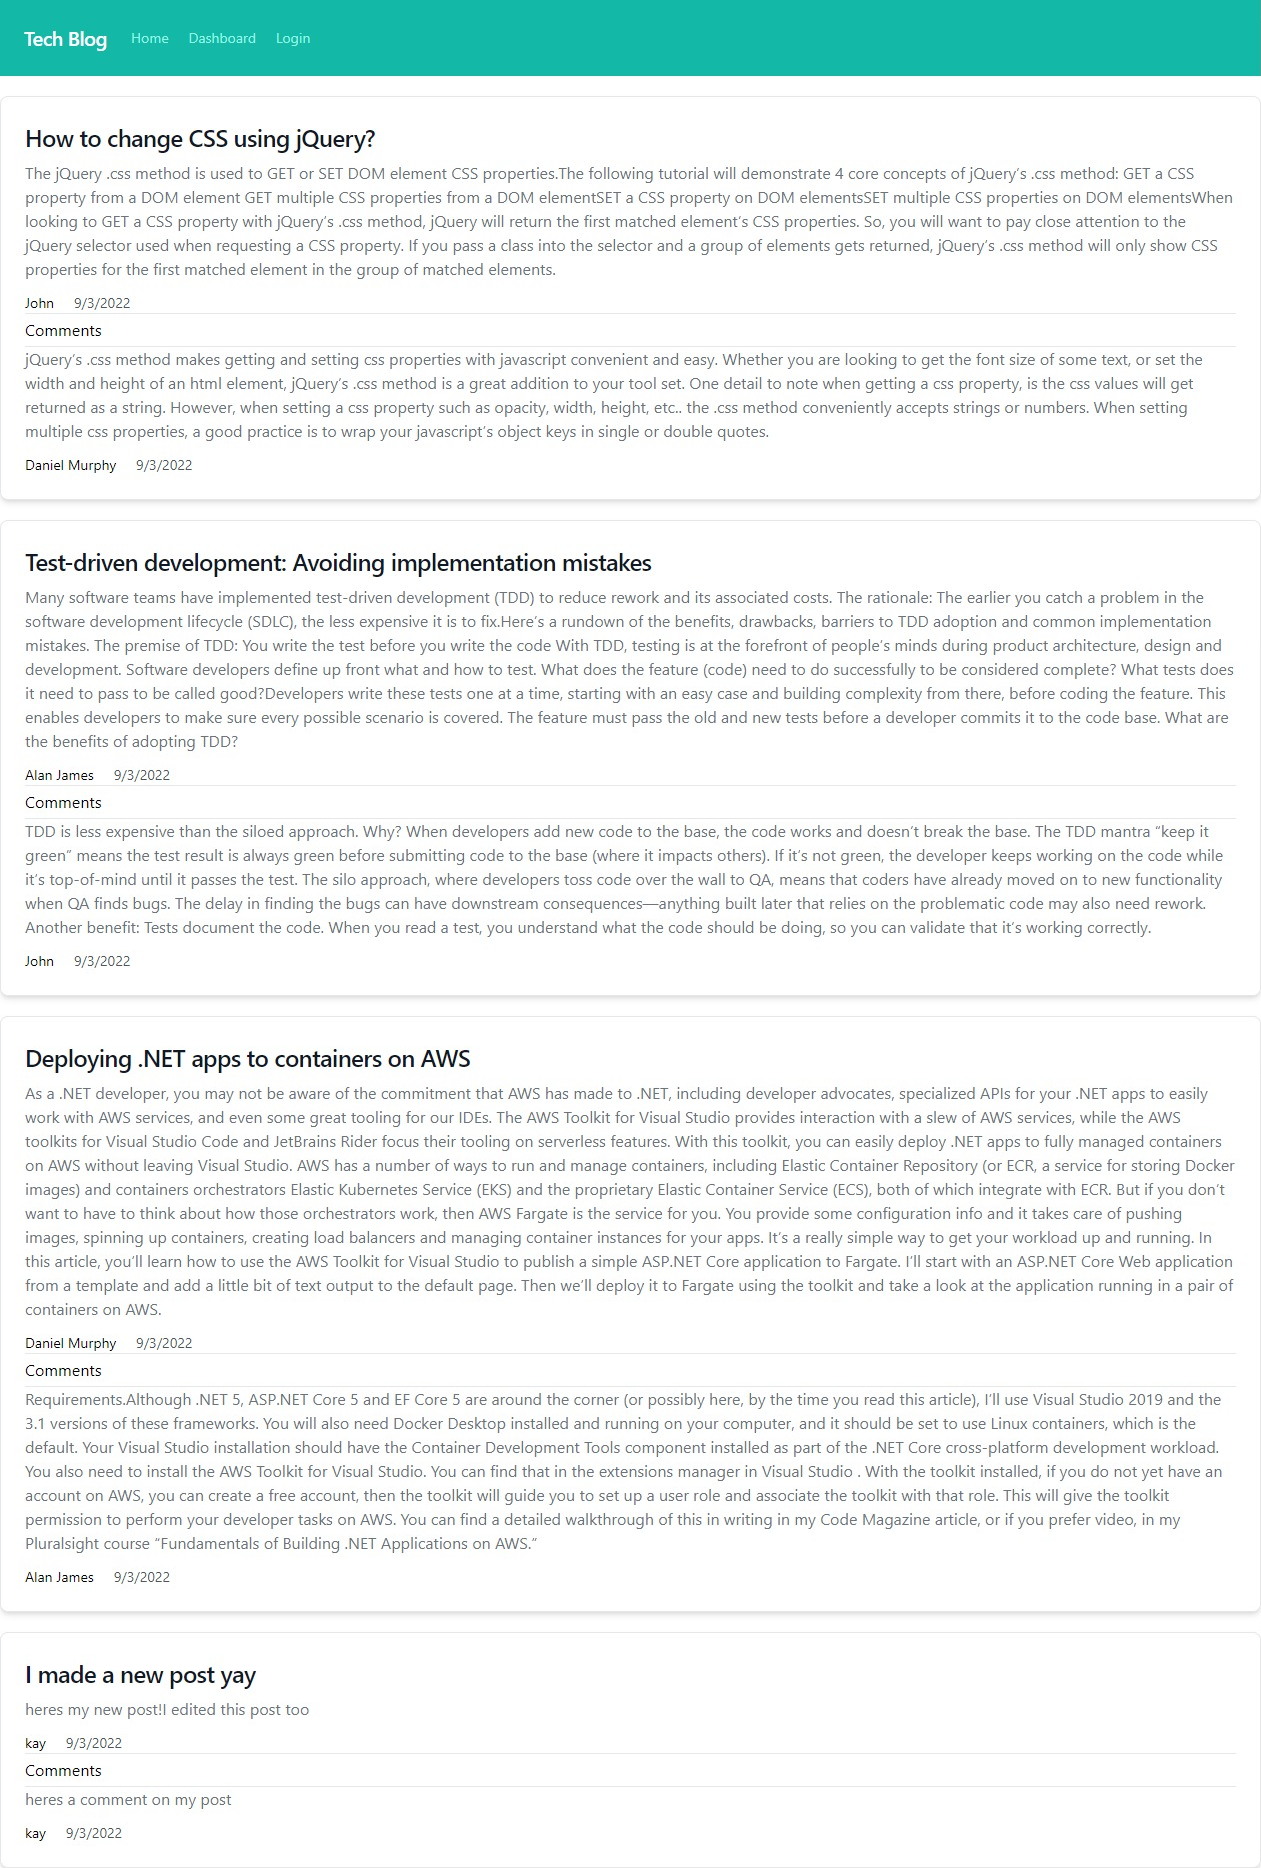 Tech Blog Home Dashboard Login
How to change CSS using jQuery?
The jQuery .css method is used to GET or SET DOM element CSS properties.The following tutorial will demonstrate 4 core concepts of jQuery’s .css method: GET a CSS
property from a DOM element GET multiple CSS properties from a DOM elementSET a CSS property on DOM elementsSET multiple CSS properties on DOM elementsWhen
looking to GET a CSS property with jQuery’s .css method, jQuery will return the first matched element’s CSS properties. So, you will want to pay close attention to the
jQuery selector used when requesting a CSS property. If you pass a class into the selector and a group of elements gets returned, jQuery’s .css method will only show CSS
properties for the first matched element in the group of matched elements.
John 9/3/2022
Comments
jQuery’s .css method makes getting and setting css properties with javascript convenient and easy. Whether you are looking to get the font size of some text, or set the
width and height of an html element, jQuery’s .css method is a great addition to your tool set. One detail to note when getting a css property, is the css values will get
returned as a string. However, when setting a css property such as opacity, width, height, etc.. the .css method conveniently accepts strings or numbers. When setting
multiple css properties, a good practice is to wrap your javascript’s object keys in single or double quotes.
Daniel Murphy 9/3/2022
Test-driven development: Avoiding implementation mistakes
Many software teams have implemented test-driven development (TDD) to reduce rework and its associated costs. The rationale: The earlier you catch a problem in the
software development lifecycle (SDLC), the less expensive it is to fix.Here’s a rundown of the benefits, drawbacks, barriers to TDD adoption and common implementation
mistakes. The premise of TDD: You write the test before you write the code With TDD, testing is at the forefront of people’s minds during product architecture, design and
development. Software developers define up front what and how to test. What does the feature (code) need to do successfully to be considered complete? What tests does
it need to pass to be called good?Developers write these tests one at a time, starting with an easy case and building complexity from there, before coding the feature. This
enables developers to make sure every possible scenario is covered. The feature must pass the old and new tests before a developer commits it to the code base. What are
the benefits of adopting TDD?
Alan James 9/3/2022
Comments
TDD is less expensive than the siloed approach. Why? When developers add new code to the base, the code works and doesn’t break the base. The TDD mantra “keep it
green” means the test result is always green before submitting code to the base (where it impacts others). If it’s not green, the developer keeps working on the code while
it’s top-of-mind until it passes the test. The silo approach, where developers toss code over the wall to QA, means that coders have already moved on to new functionality
when QA finds bugs. The delay in finding the bugs can have downstream consequences—anything built later that relies on the problematic code may also need rework.
Another benefit: Tests document the code. When you read a test, you understand what the code should be doing, so you can validate that it’s working correctly.
John 9/3/2022
Deploying .NET apps to containers on AWS
As a .NET developer, you may not be aware of the commitment that AWS has made to .NET, including developer advocates, specialized APIs for your .NET apps to easily
work with AWS services, and even some great tooling for our IDEs. The AWS Toolkit for Visual Studio provides interaction with a slew of AWS services, while the AWS
toolkits for Visual Studio Code and JetBrains Rider focus their tooling on serverless features. With this toolkit, you can easily deploy .NET apps to fully managed containers
on AWS without leaving Visual Studio. AWS has a number of ways to run and manage containers, including Elastic Container Repository (or ECR, a service for storing Docker
images) and containers orchestrators Elastic Kubernetes Service (EKS) and the proprietary Elastic Container Service (ECS), both of which integrate with ECR. But if you don’t
want to have to think about how those orchestrators work, then AWS Fargate is the service for you. You provide some configuration info and it takes care of pushing
images, spinning up containers, creating load balancers and managing container instances for your apps. It’s a really simple way to get your workload up and running. In
this article, you’ll learn how to use the AWS Toolkit for Visual Studio to publish a simple ASP.NET Core application to Fargate. I’ll start with an ASP.NET Core Web application
from a template and add a little bit of text output to the default page. Then we’ll deploy it to Fargate using the toolkit and take a look at the application running in a pair of
containers on AWS.
Daniel Murphy 9/3/2022
Comments
Requirements.Although .NET 5, ASP.NET Core 5 and EF Core 5 are around the corner (or possibly here, by the time you read this article), I’ll use Visual Studio 2019 and the
3.1 versions of these frameworks. You will also need Docker Desktop installed and running on your computer, and it should be set to use Linux containers, which is the
default. Your Visual Studio installation should have the Container Development Tools component installed as part of the .NET Core cross-platform development workload.
You also need to install the AWS Toolkit for Visual Studio. You can find that in the extensions manager in Visual Studio . With the toolkit installed, if you do not yet have an
account on AWS, you can create a free account, then the toolkit will guide you to set up a user role and associate the toolkit with that role. This will give the toolkit
permission to perform your developer tasks on AWS. You can find a detailed walkthrough of this in writing in my Code Magazine article, or if you prefer video, in my
Pluralsight course “Fundamentals of Building .NET Applications on AWS.”
Alan James 9/3/2022
I made a new post yay
heres my new post!I edited this post too
kay 9/3/2022
Comments
heres a comment on my post
kay 9/3/2022